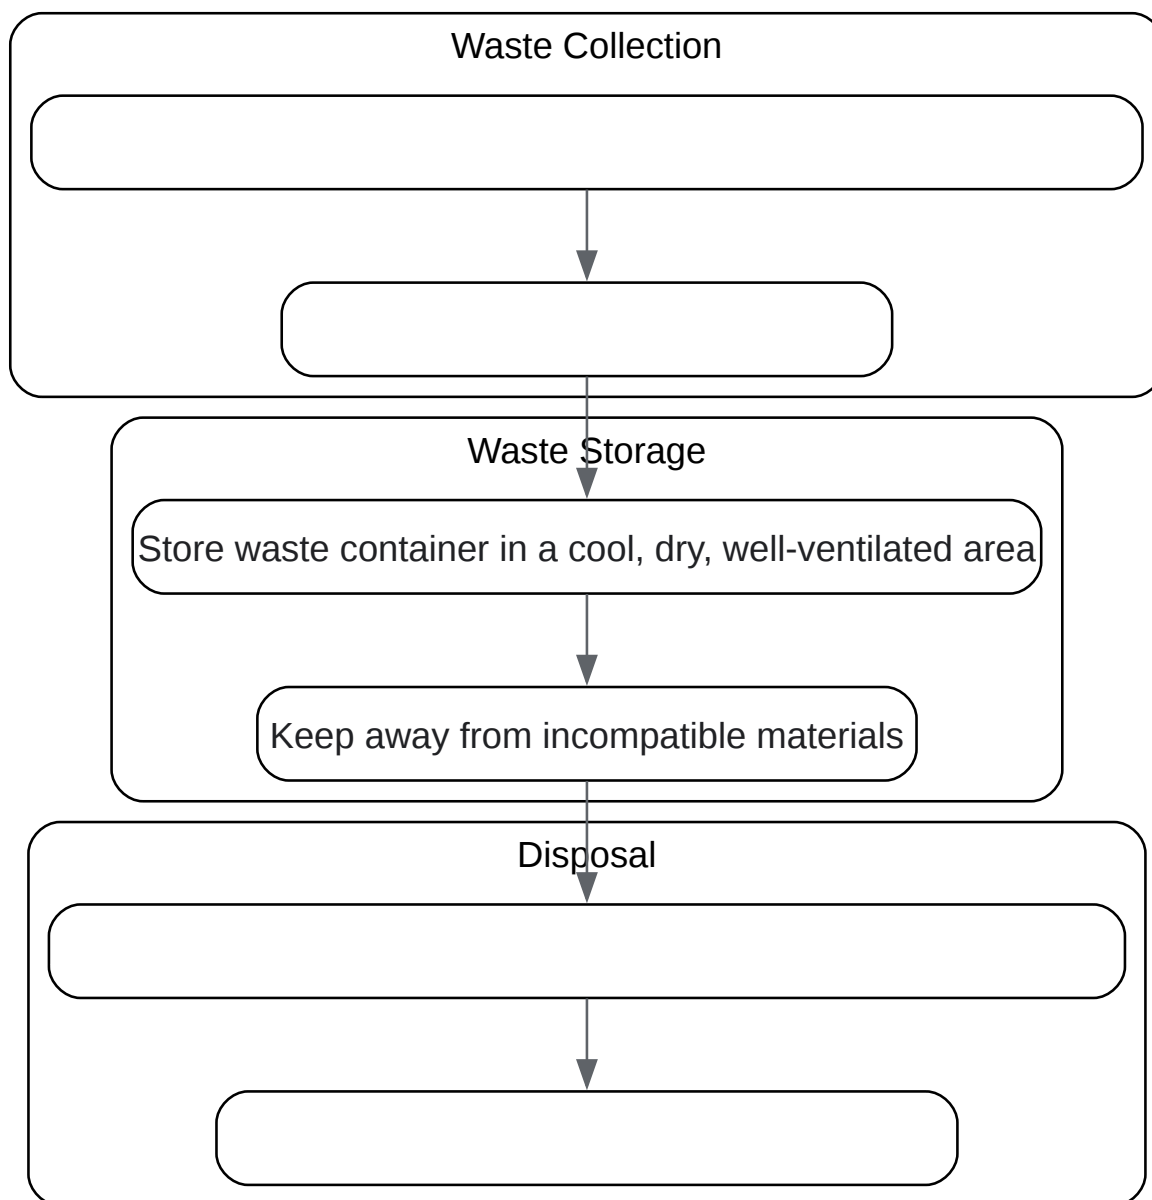 Waste Collection
Waste Storage
Store waste container in a cool, dry, well-ventilated area
Keep away from incompatible materials
Disposal